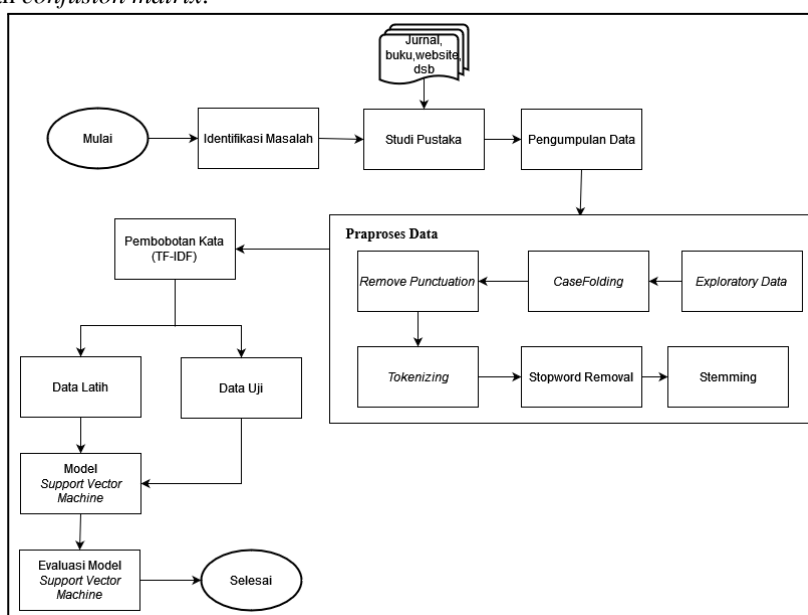 confusion matrix.
Jurnal,
buku,website,
dsb
Mulai
Identifikasi Masalah
Studi Pustaka
Pengumpulan Data
Praproses Data
Exploratory Data
CaseFolding
Remove Punctuation
Tokenizing
Stopword Removal
Stemming
Pembobotan Kata
(TF-IDF)
Data Latih
Data Uji
Model
Support Vector
Machine
Evaluasi Model
Support Vector
Machine
Selesai